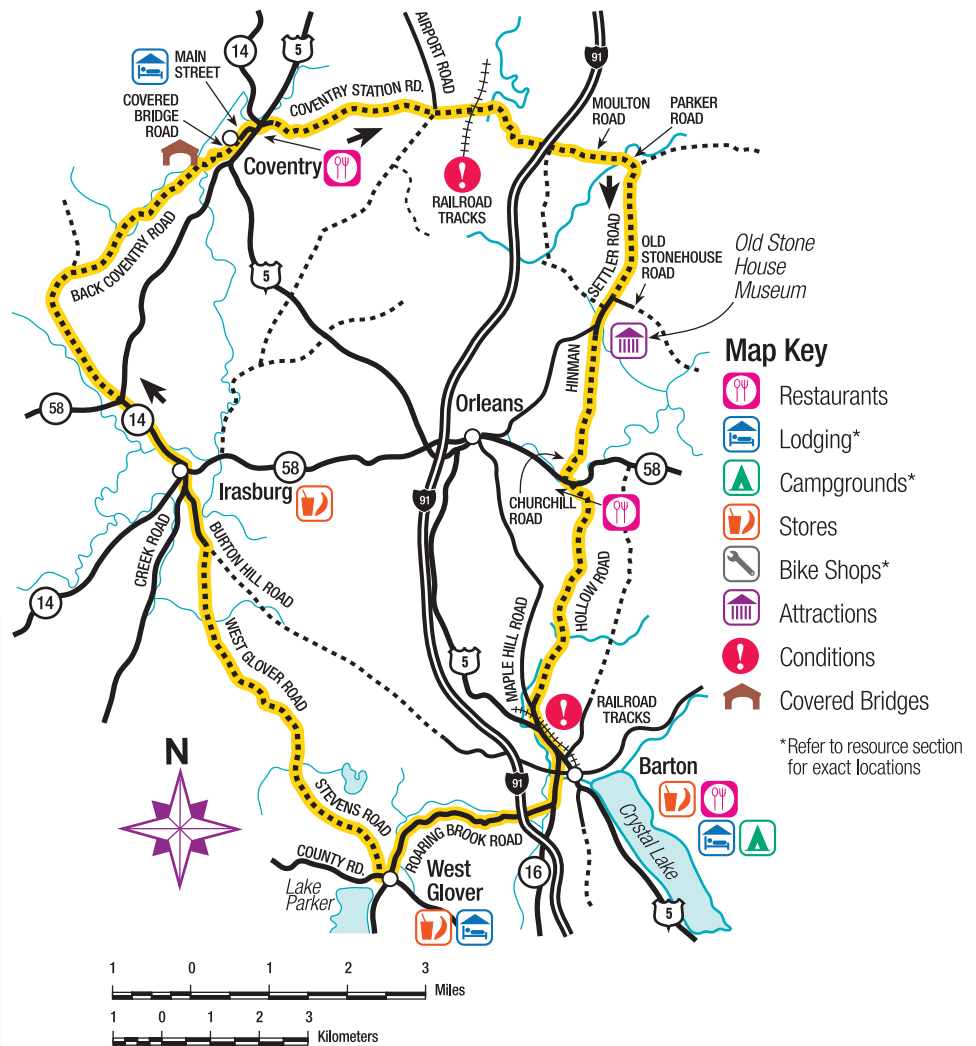 14
5
91
MAIN
STREET
COVERED
BRIDGE
ROAD
AIRPORT ROAD
COVENTRY STATION RD.
MOULTON
ROAD
PARKER
ROAD
Coventry
RAILROAD
TRACKS
BACK COVENTRY ROAD
5
SETTLER ROAD
OLD
STONEHOUSE
ROAD
Old Stone
House
Museum
HINMAN
Map Key
Restaurants
Lodging*
Campgrounds*
Stores
Bike Shops*
Attractions
Conditions
Covered Bridges
*Refer to resource section
for exact locations
58
14
Orleans
58
Irasburg
58
91
CHURCHILL
ROAD
CREEK ROAD
BURTON HILL ROAD
14
HOLLOW ROAD
WEST GLOVER ROAD
MAPLE HILL ROAD
5
RAILROAD
TRACKS
N
Barton
91
STEVENS ROAD
ROARING BROOK ROAD
Crystal Lake
COUNTY RD.
16
Lake
Parker
West
Glover
5
1 0 1 2 3
Miles
1 0 1 2 3
Kilometers